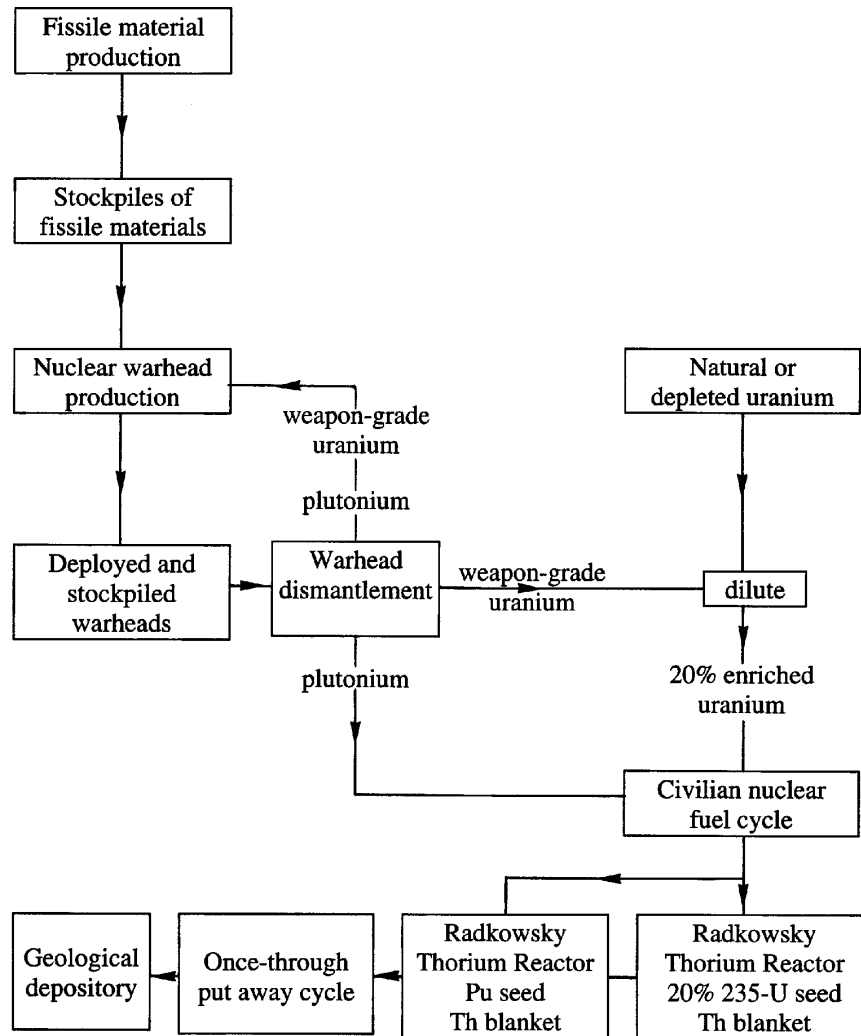 Fissile material
production
Stockpiles of
fissile materials
Nuclear warhead
production
Natural or
depleted uranium
weapon-grade
uranium
plutonium
Deployed and
stockpiled
warheads
Warhead
dismantlement
weapon-grade
uranium
dilute
plutonium
20% enriched
uranium
Civilian nuclear
fuel cycle
Geological
depository
Once-through
put away cycle
Radkowsky
Thorium Reactor
Pu seed
Th blanket
Radkowsky
Thorium Reactor
20% 235-U seed
Th blanket